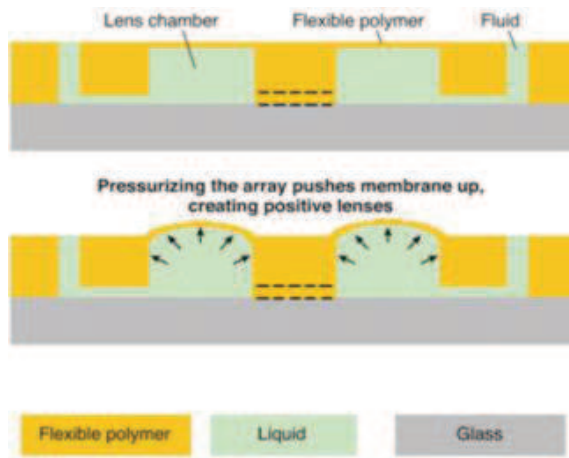 Lens chamber Flexible polymer Fluid
Pressurizing the array pushes membrane up,
creating positive lenses
Flexible polymer Liquid Glass